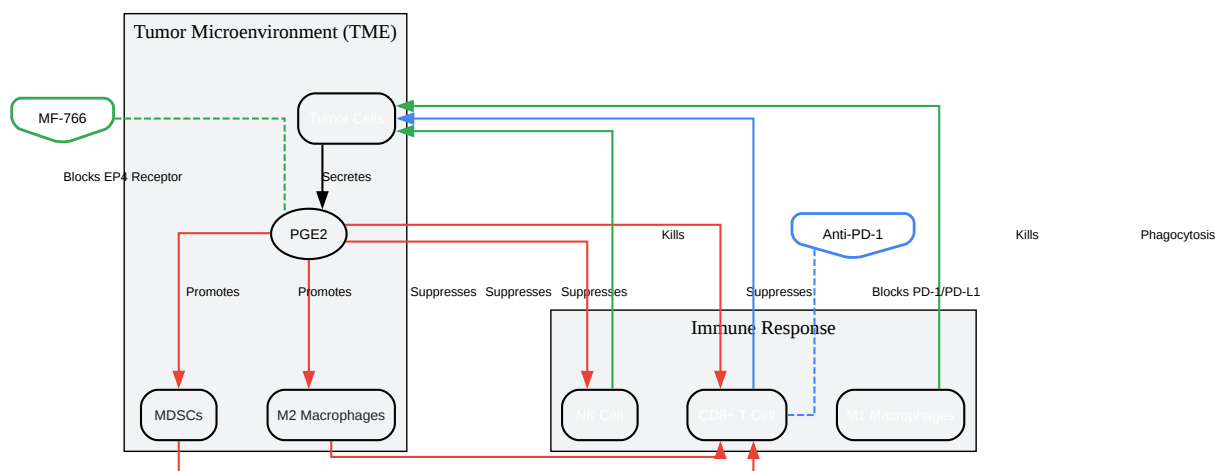 Tumor Microenvironment (TME)
MF-766
Tumor Cells
Blocks EP4 Receptor
Secretes
PGE2
Kills
Anti-PD-1
Kills
Phagocytosis
Promotes
Promotes
Suppresses
Suppresses
Suppresses
Suppresses
Blocks PD-1/PD-L1
Immune Response
MDSCs
M2 Macrophages
NK Cell
CD8+ T Cell
M1 Macrophages